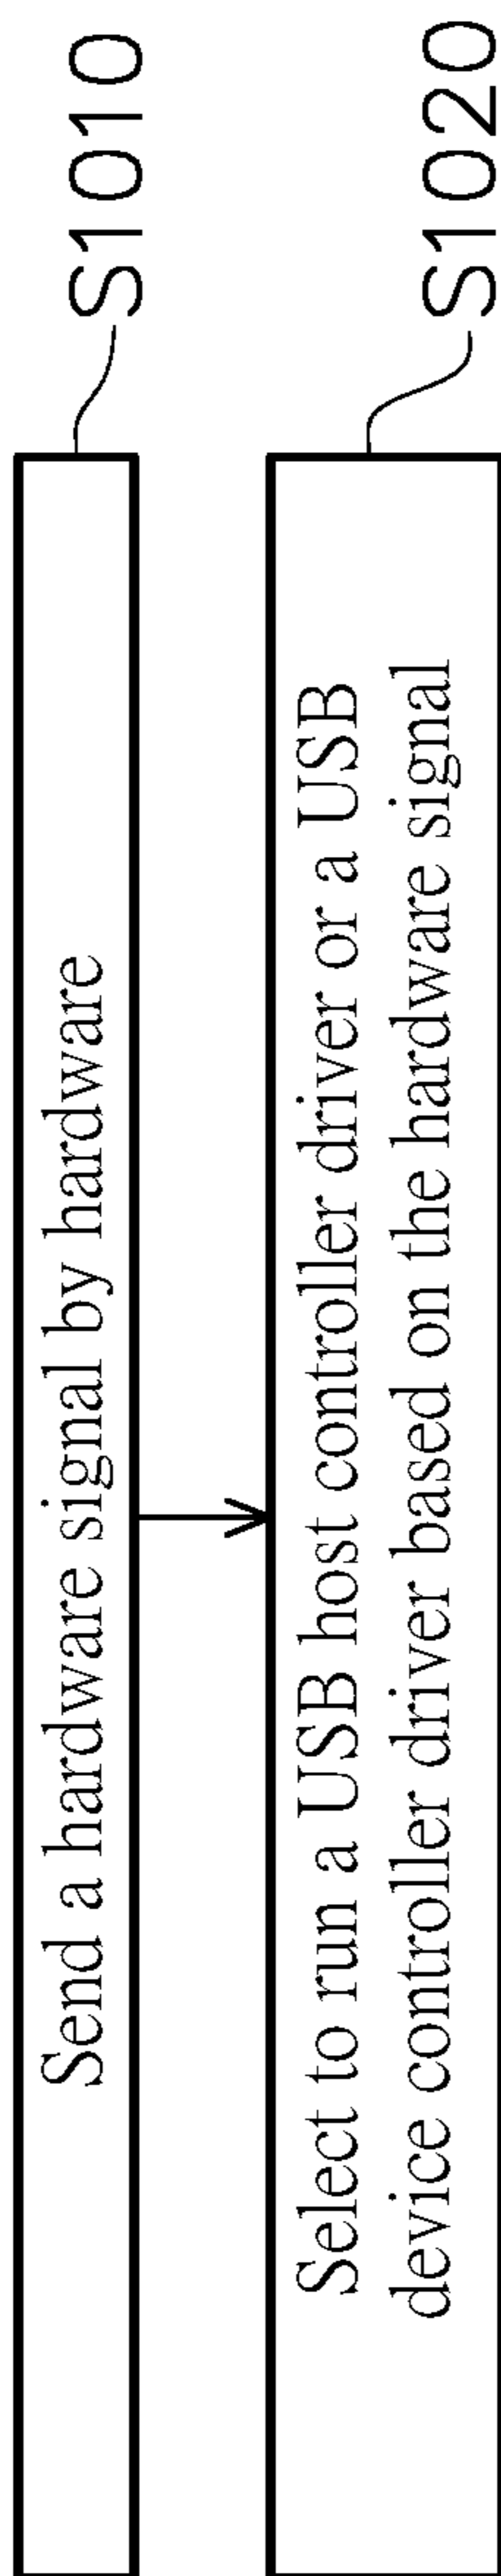 Send a hardware signal by hardware
S1010
Select to run a USB host controller driver or a USB
device controller driver based on the hardware signal
S1020